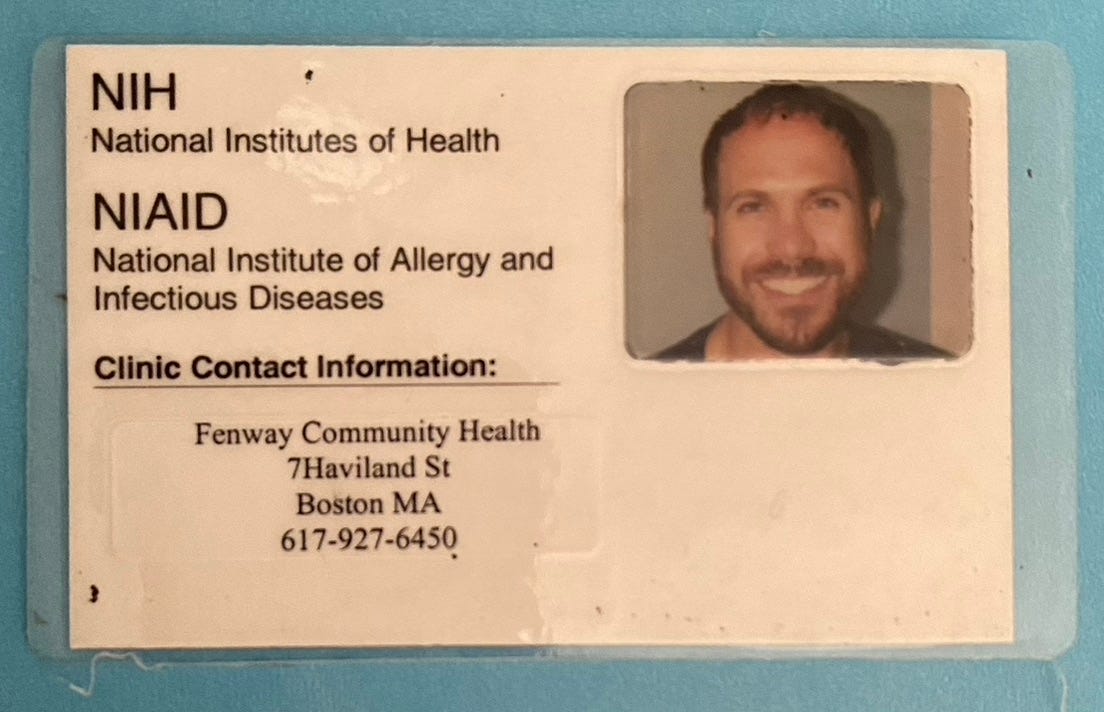 NIH
National Institutes of Health
NIAID
National Institute of Allergy and
Infectious Diseases
Clinic Contact Information:
Fenway Community Health
7Haviland St
Boston MA
617-927-6450